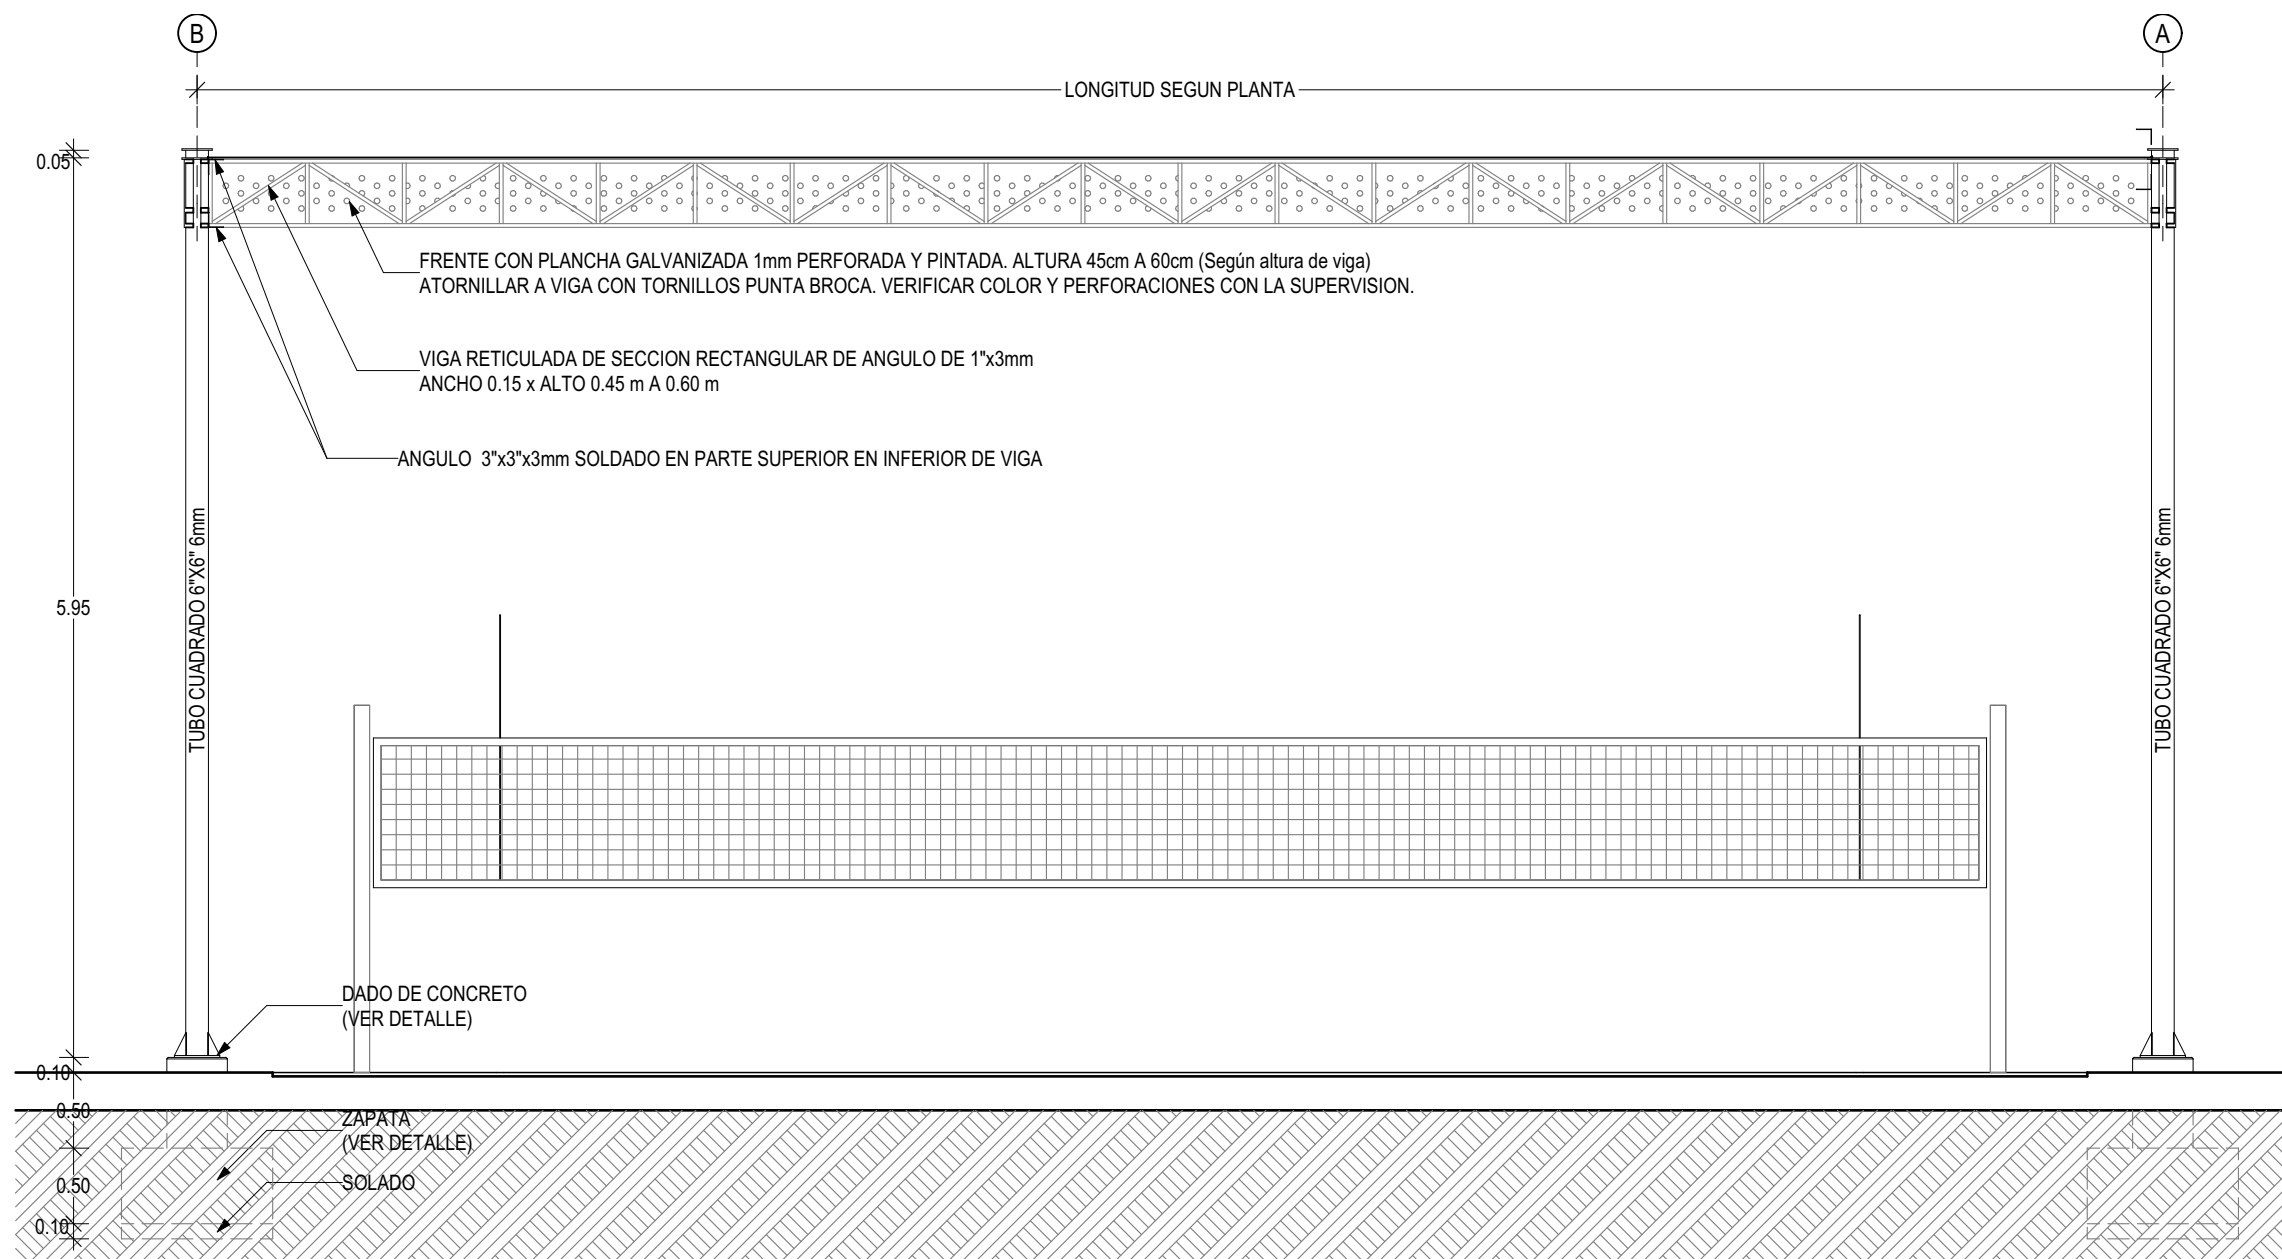 B
A
LONGITUD SEGUN PLANTA
0.05
FRENTE CON PLANCHA GALVANIZADA 1mm PERFORADA Y PINTADA. ALTURA 45cm A 60cm (Según altura de viga)
ATORNILLAR A VIGA CON TORNILLOS PUNTA BROCA. VERIFICAR COLOR Y PERFORACIONES CON LA SUPERVISION.
VIGA RETICULADA DE SECCION RECTANGULAR DE ANGULO DE 1"x3mm
ANCHO 0.15 x ALTO 0.45 m A 0.60 m
ANGULO 3"x3"x3mm SOLDADO EN PARTE SUPERIOR EN INFERIOR DE VIGA
TUBO CUADRADO 6"X6" 6mm
TUBO CUADRADO 6"X6" 6mm
5.95
DADO DE CONCRETO
(VER DETALLE)
0.10
0.50
ZAPATA
(VER DETALLE)
0.50
SOLADO
0.10